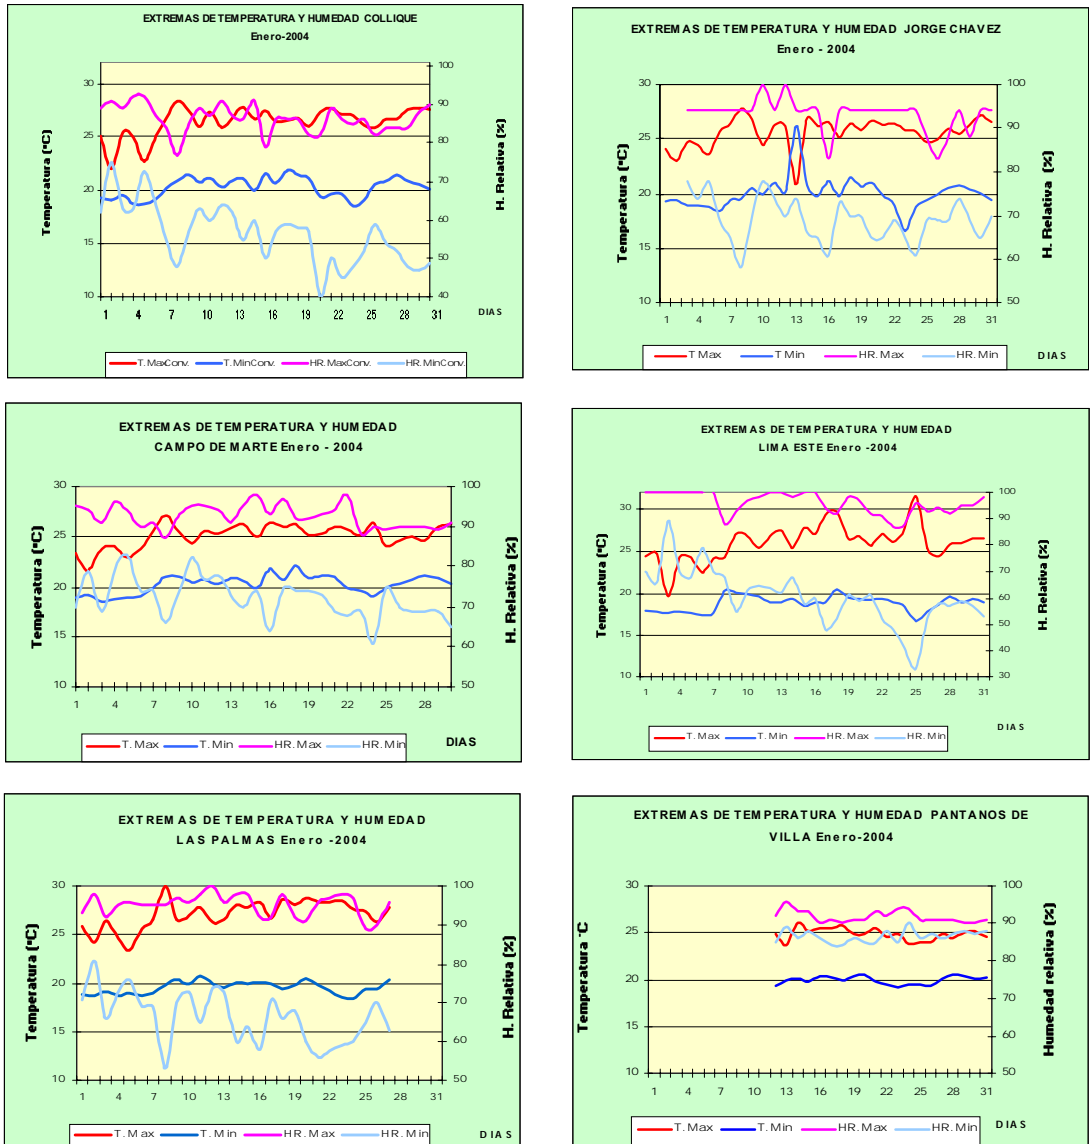 EXTREMAS DE TEMPERATURA Y HUMEDAD COLLIQUE
Enero-2004
30
25
20
15
10
100
90
80
70
60
50
40
Temperatura (°C)
H. Relativa (%)
1 4 7 10 13 16 19 22 25 28 31
DIAS
T.MaxConv. T.MinConv. HR.MaxConv. HR.MinConv.
EXTREMAS DE TEMPERATURA Y HUMEDAD JORGE CHAVEZ
Enero - 2004
30
25
20
15
10
100
90
80
70
60
50
Temperatura (°C)
H. Relativa (%)
1 4 7 10 13 16 19 22 25 28 31
T Max T Min HR. Max HR. Min
DIAS
EXTREMAS DE TEMPERATURA Y HUMEDAD
CAMPO DE MARTE Enero - 2004
30
25
20
15
10
100
90
80
70
60
50
Temperatura (°C)
H. Relativa (%)
1 4 7 10 13 16 19 22 25 28
T. Max T. Min HR. Max HR. Min
DIAS
EXTREMAS DE TEMPERATURA Y HUMEDAD
LIMA ESTE Enero -2004
30
25
20
15
10
100
90
80
70
60
50
40
30
Temperatura (°C)
H. Relativa (%)
1 4 7 10 13 16 19 22 25 28 31
DIAS
T. Max T. Min HR. Max HR. Min
EXTREMAS DE TEMPERATURA Y HUMEDAD
LAS PALMAS Enero -2004
30
25
20
15
10
100
90
80
70
60
50
Temperatura (°C)
H. Relativa (%)
1 4 7 10 13 16 19 22 25 28 31
T. Max T. Min HR. Max HR. Min
DIAS
EXTREMAS DE TEMPERATURA Y HUMEDAD PANTANOS DE
VILLA Enero-2004
30
25
20
15
10
100
90
80
70
60
50
Temperatura °C
Humedad relativa (%)
1 4 7 10 13 16 19 22 25 28 31
T. Max T. Min HR. Max HR. Min
DIAS